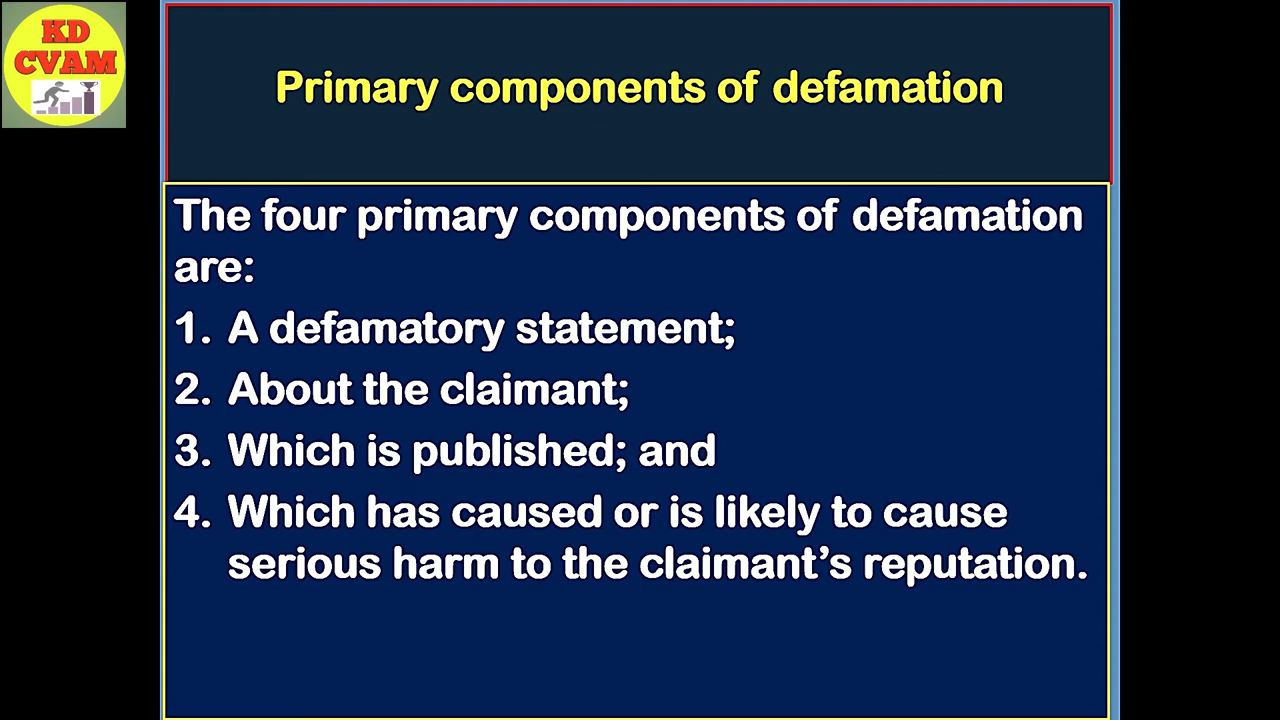 KD
CVAM
Primary components of defamation
The four primary components of defamation
are:
1. A defamatory statement;
2. About the claimant;
3. Which is published; and
4. Which has caused or is likely to cause
serious harm to the claimant’s reputation.